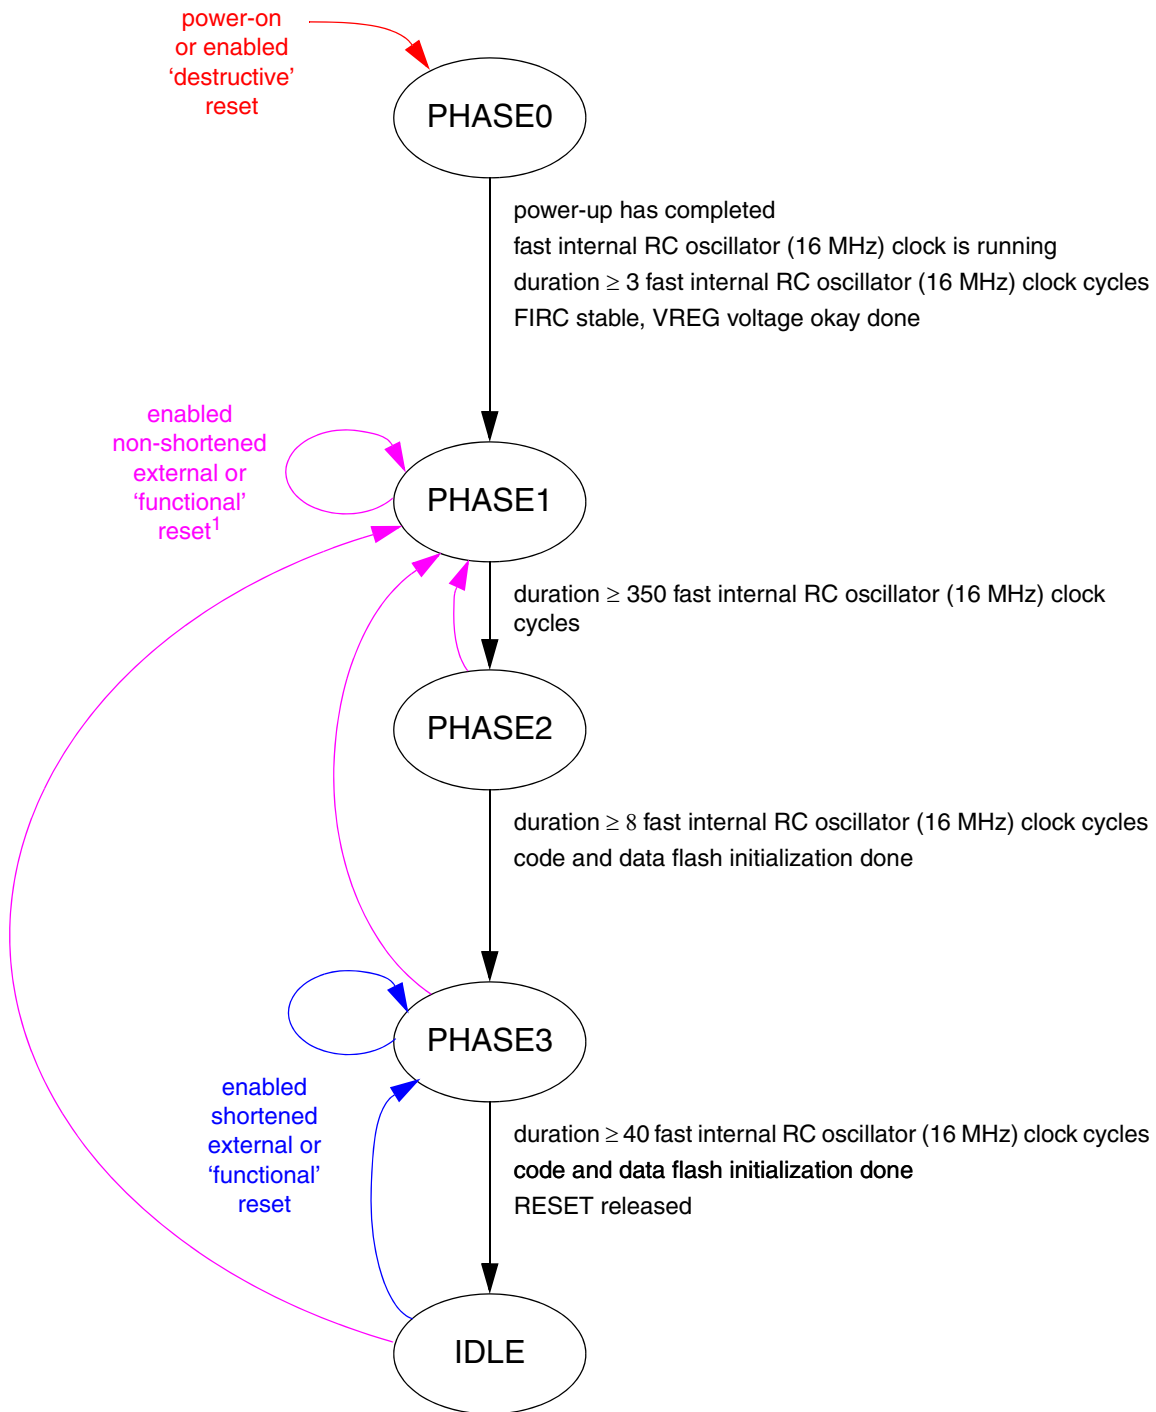 power-on
or enabled
‘destructive’
reset
PHASE0
power-up has completed
fast internal RC oscillator (16 MHz) clock is running
duration ≥ 3 fast internal RC oscillator (16 MHz) clock cycles
FIRC stable, VREG voltage okay done
enabled
non-shortened
external or
‘functional’
reset¹
PHASE1
duration ≥ 350 fast internal RC oscillator (16 MHz) clock
cycles
PHASE2
duration ≥ 8 fast internal RC oscillator (16 MHz) clock cycles
code and data flash initialization done
PHASE3
enabled
shortened
external or
‘functional’
reset
duration ≥ 40 fast internal RC oscillator (16 MHz) clock cycles
code and data flash initialization done
RESET released
IDLE